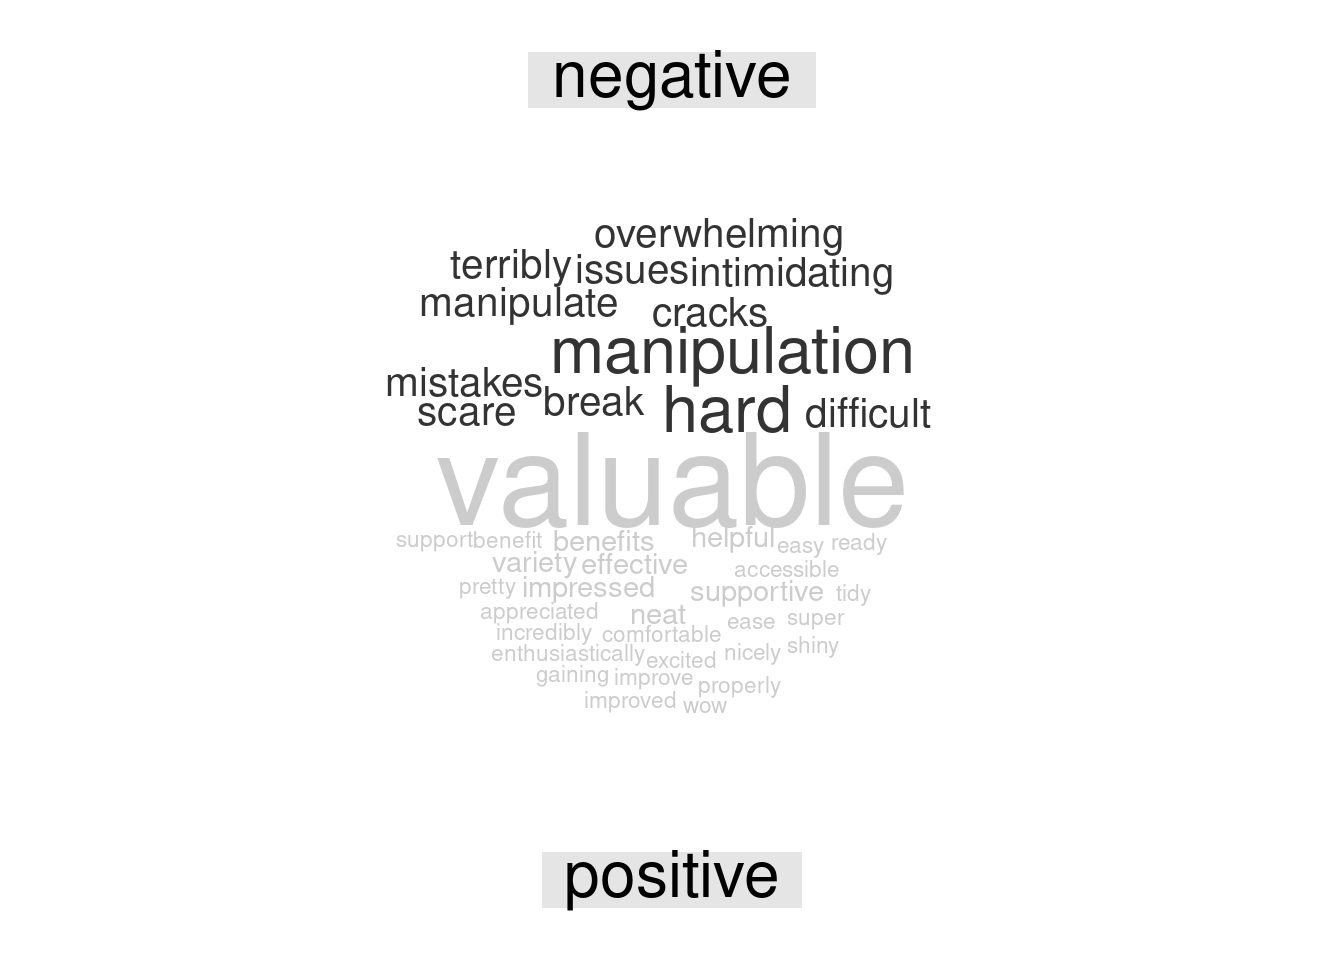 negative
overwhelming
terribly issues intimidating
manipulate cracks
manipulation
mistakes
scare break hard difficult
valuable
support benefit benefits helpful easy ready
variety effective accessible
pretty impressed supportive tidy
appreciated neat ease super
incredibly comfortable
enthusiastically excited nicely shiny
gaining improve properly
improved wow
positive